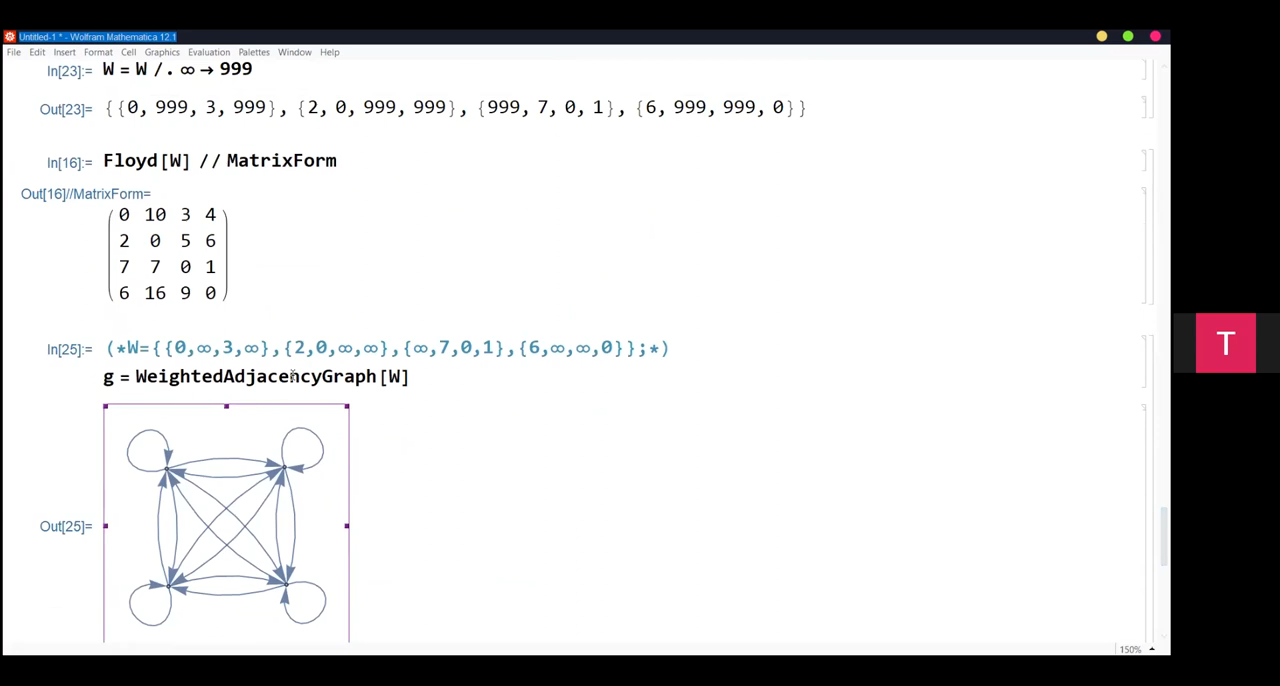 Untitled-1 * - Wolfram Mathematica 12.1
File Edit Insert Format Cell Graphics Evaluation Palettes Window Help
In[23]:= W = W /. ∞ → 999
Out[23]= {{0, 999, 3, 999}, {2, 0, 999, 999}, {999, 7, 0, 1}, {6, 999, 999, 0}}
In[16]:= Floyd[W] // MatrixForm
Out[16]//MatrixForm=
0 10 3 4
2 0 5 6
7 7 0 1
6 16 9 0
In[25]:= (*W={{0,∞,3,∞},{2,0,∞,∞},{∞,7,0,1},{6,∞,∞,0}};*)
g = WeightedAdjacencyGraph[W]
Out[25]=
T
150%